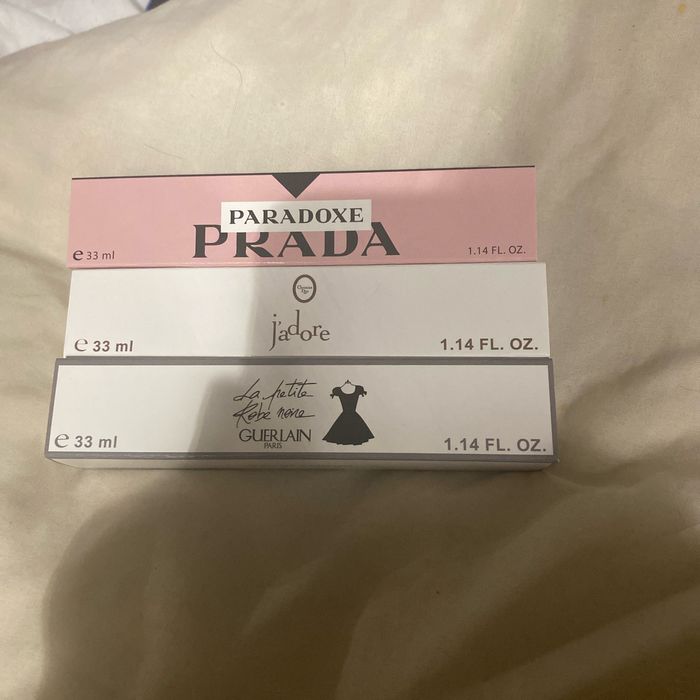 PARADOXE
PRADA
e 33 ml
1.14 FL. OZ.
j'adore
e 33 ml
1.14 FL. OZ.
La petite
Robe noire
GUERLAIN
PARIS
e 33 ml
1.14 FL. OZ.